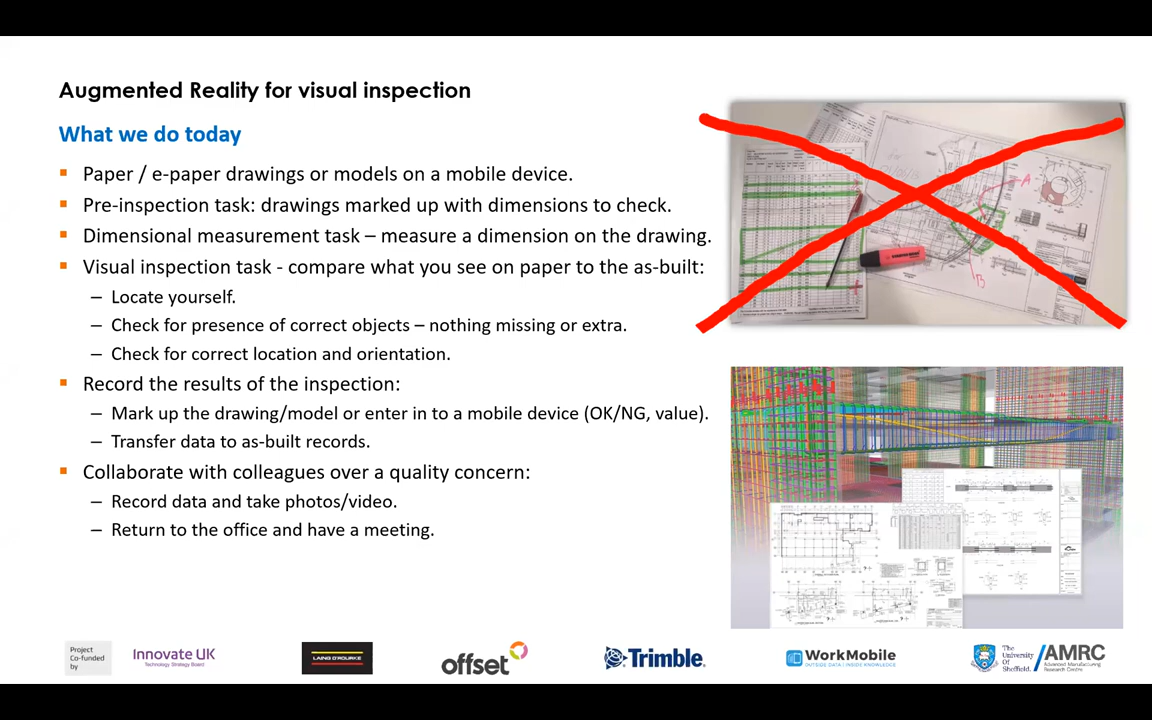 Augmented Reality for visual inspection
What we do today
▪ Paper / e-paper drawings or models on a mobile device.
▪ Pre-inspection task: drawings marked up with dimensions to check.
▪ Dimensional measurement task – measure a dimension on the drawing.
▪ Visual inspection task - compare what you see on paper to the as-built:
– Locate yourself.
– Check for presence of correct objects – nothing missing or extra.
– Check for correct location and orientation.
▪ Record the results of the inspection:
– Mark up the drawing/model or enter in to a mobile device (OK/NG, value).
– Transfer data to as-built records.
▪ Collaborate with colleagues over a quality concern:
– Record data and take photos/video.
– Return to the office and have a meeting.
A
B
Project
Co-funded
by
Innovate UK
Technology Strategy Board
LAING O'ROURKE
offset
Trimble.
WorkMobile
OUTSIDE DATA | INSIDE KNOWLEDGE
The
University
Of
Sheffield.
AMRC
Advanced Manufacturing
Research Centre